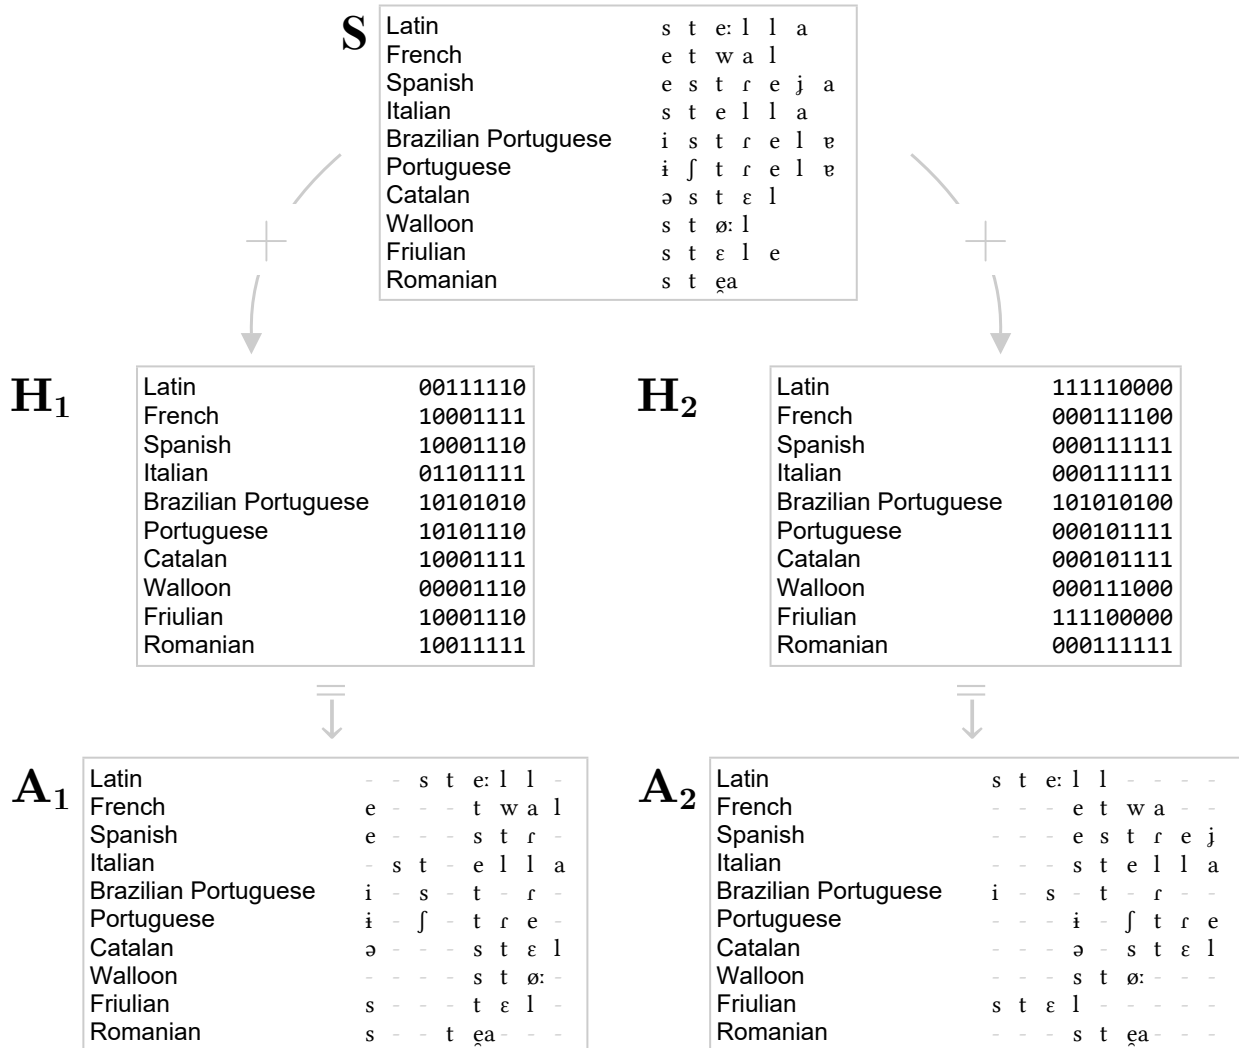 S
Latin s t eː l l a
French e t w a l
Spanish e s t ɾ e ʝ a
Italian s t e l l a
Brazilian Portuguese i s t ɾ e l ɐ
Portuguese ɨ ʃ t ɾ e l ɐ
Catalan ə s t ɛ l
Walloon s t øː l
Friulian s t ɛ l e
Romanian s t e̯a
+ +
H₁
Latin 00111110
French 10001111
Spanish 10001110
Italian 01101111
Brazilian Portuguese 10101010
Portuguese 10101110
Catalan 10001111
Walloon 00001110
Friulian 10001110
Romanian 10011111
H₂
Latin 111110000
French 000111100
Spanish 000111111
Italian 000111111
Brazilian Portuguese 101010100
Portuguese 000101111
Catalan 000101111
Walloon 000111000
Friulian 111100000
Romanian 000111111
= =
A₁
Latin - - s t eː l l -
French e - - - t w a l
Spanish e - - - s t ɾ -
Italian - s t - e l l a
Brazilian Portuguese i - s - t - ɾ -
Portuguese ɨ - ʃ - t ɾ e -
Catalan ə - - - s t ɛ l
Walloon - - - - s t øː -
Friulian s - - - t ɛ l -
Romanian s - - t e̯a - - -
A₂
Latin s t eː l l - - - -
French - - - e t w a - -
Spanish - - - e s t ɾ e ʝ
Italian - - - s t e l l a
Brazilian Portuguese i - s - t - ɾ - -
Portuguese - - - ɨ - ʃ t ɾ e
Catalan - - - ə - s t ɛ l
Walloon - - - s t øː - - -
Friulian s t ɛ l - - - - -
Romanian - - - s t e̯a - - -